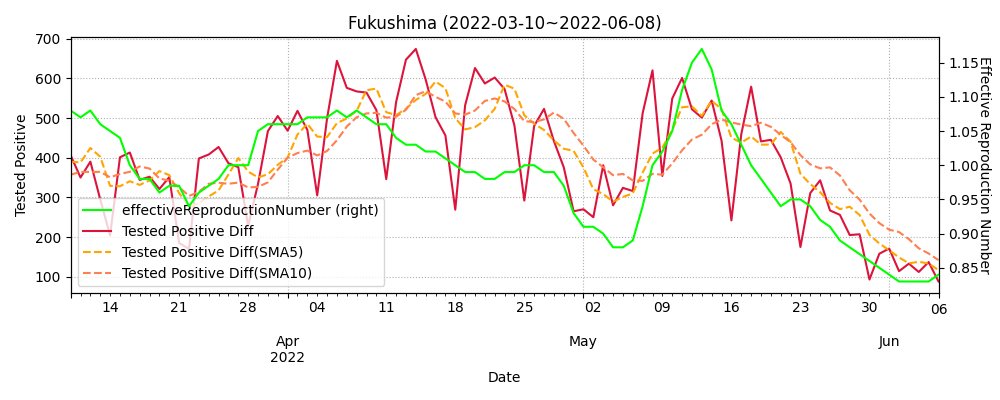 Fukushima (2022-03-10~2022-06-08)
700
600
500
400
300
200
100
Tested Positive
1.15
1.10
1.05
1.00
0.95
0.90
0.85
Effective Reproduction Number
effectiveReproductionNumber (right)
Tested Positive Diff
Tested Positive Diff(SMA5)
Tested Positive Diff(SMA10)
14 21 28 04 11 18 25 02 09 16 23 30 06
Apr May Jun
2022
Date